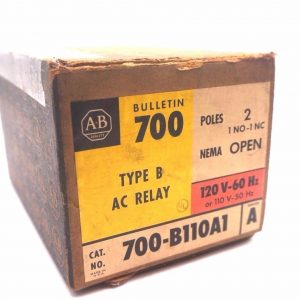 BULLETIN
700
AB
TYPE B
AC RELAY
POLES 2
1 NO-1 NC
NEMA OPEN
120 V-60 Hz
or 110 V-50 Hz
SERIES A
CAT. NO. 700-B110A1